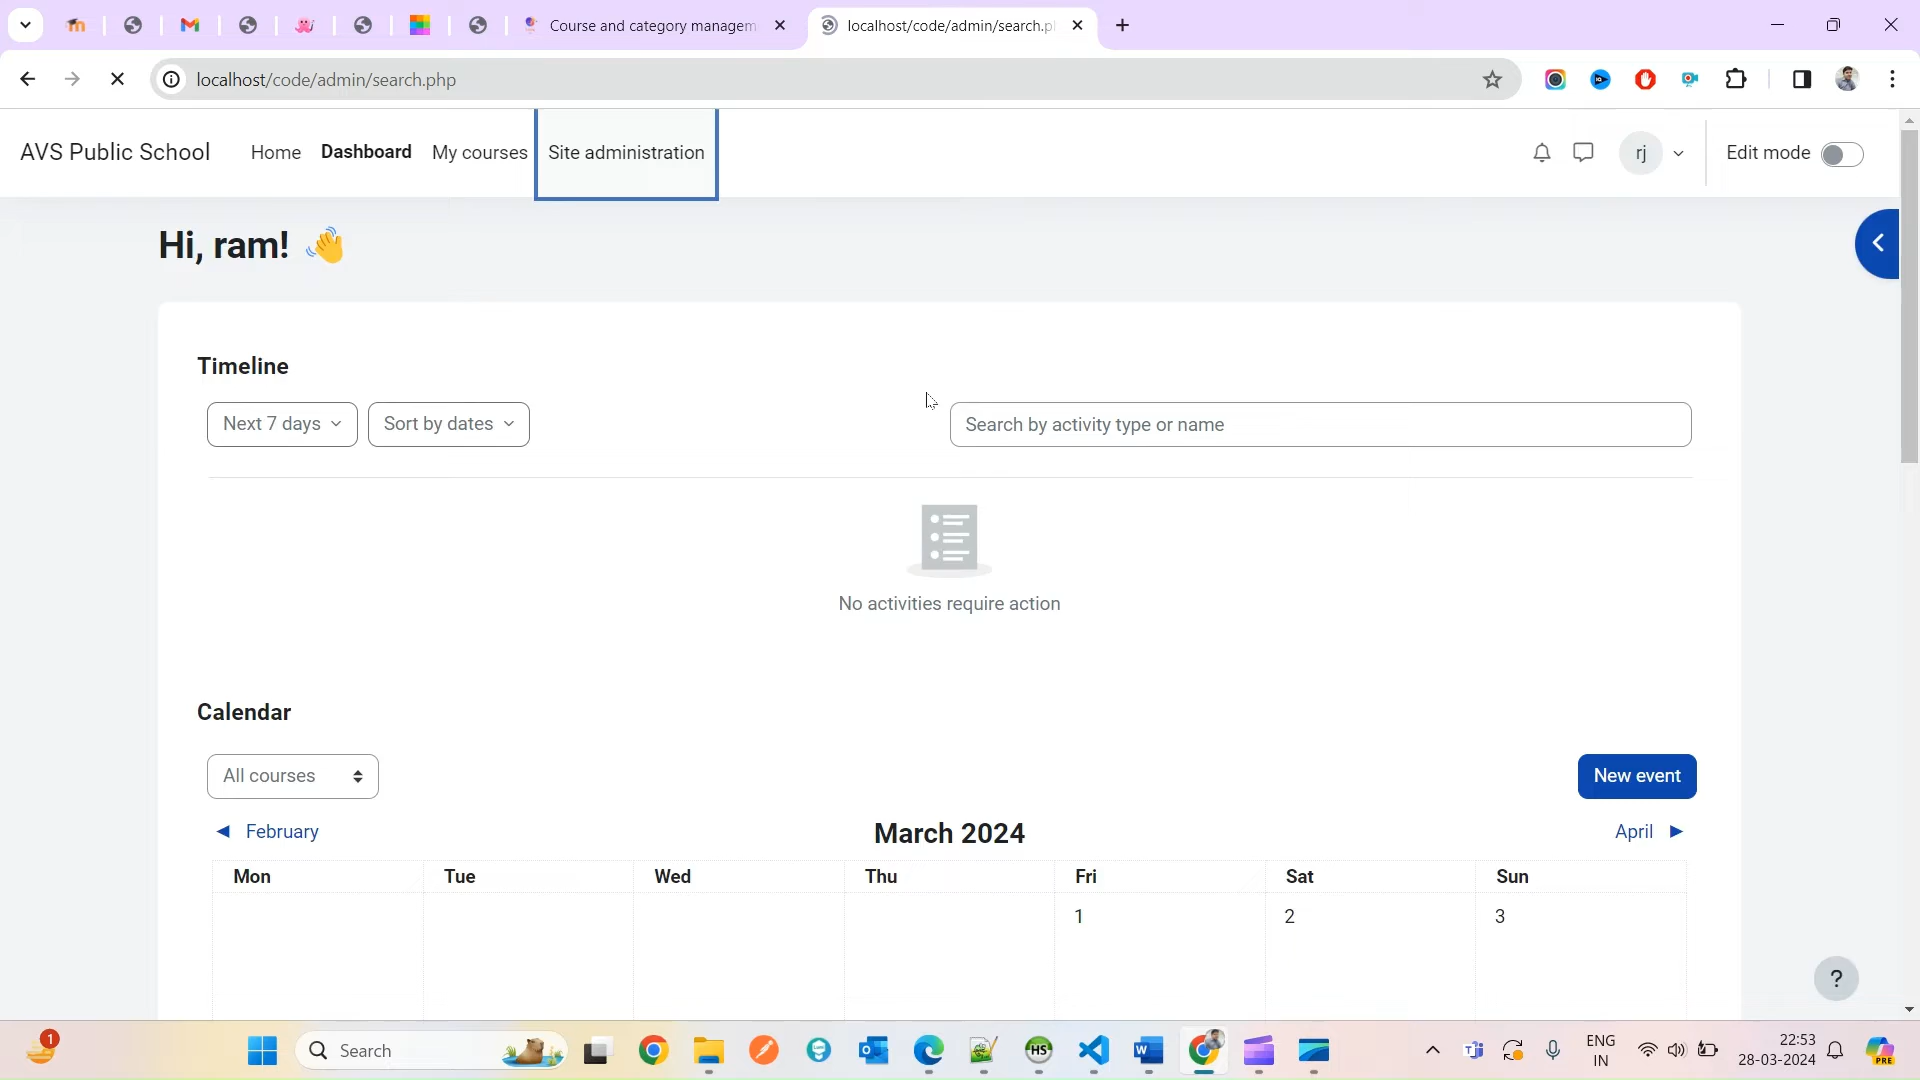 Course and category managem
localhost/code/admin/search.p
localhost/code/admin/search.php
AVS Public School
Home
Dashboard
My courses
Site administration
rj
Edit mode
Hi, ram! 👋
Timeline
Next 7 days
Sort by dates
Search by activity type or name
No activities require action
Calendar
All courses
New event
◀ February
March 2024
April ▶
Mon Tue Wed Thu Fri Sat Sun
1 2 3
?
1
Search
HS
ENG
IN
22:53
28-03-2024
PRE